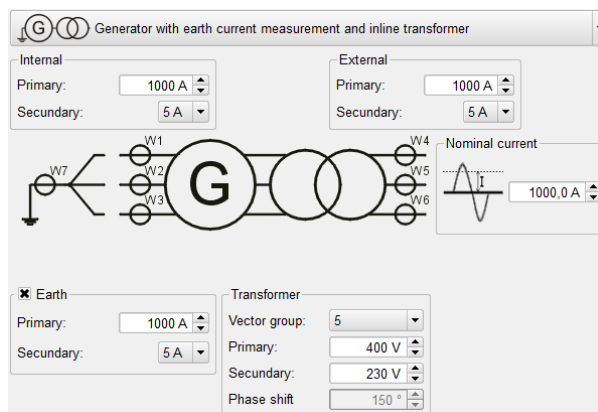 G Generator with earth current measurement and inline transformer
Internal
Primary: 1000 A
Secundary: 5 A
External
Primary: 1000 A
Secundary: 5 A
W1
W2
W3
W7
G
W4
W5
W6
Nominal current
I
1000,0 A
Earth
Primary: 1000 A
Secundary: 5 A
Transformer
Vector group: 5
Primary: 400 V
Secundary: 230 V
Phase shift 150 °